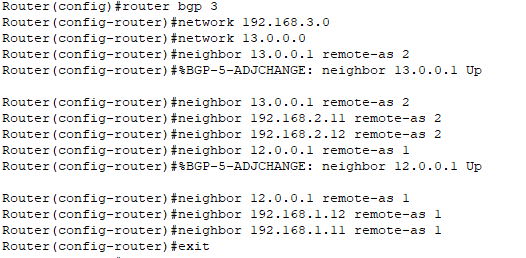 Router(config)#router bgp 3
Router(config-router)#network 192.168.3.0
Router(config-router)#network 13.0.0.0
Router(config-router)#neighbor 13.0.0.1 remote-as 2
Router(config-router)#%BGP-5-ADJCHANGE: neighbor 13.0.0.1 Up
Router(config-router)#neighbor 13.0.0.1 remote-as 2
Router(config-router)#neighbor 192.168.2.11 remote-as 2
Router(config-router)#neighbor 192.168.2.12 remote-as 2
Router(config-router)#neighbor 12.0.0.1 remote-as 1
Router(config-router)#%BGP-5-ADJCHANGE: neighbor 12.0.0.1 Up
Router(config-router)#neighbor 12.0.0.1 remote-as 1
Router(config-router)#neighbor 192.168.1.12 remote-as 1
Router(config-router)#neighbor 192.168.1.11 remote-as 1
Router(config-router)#exit